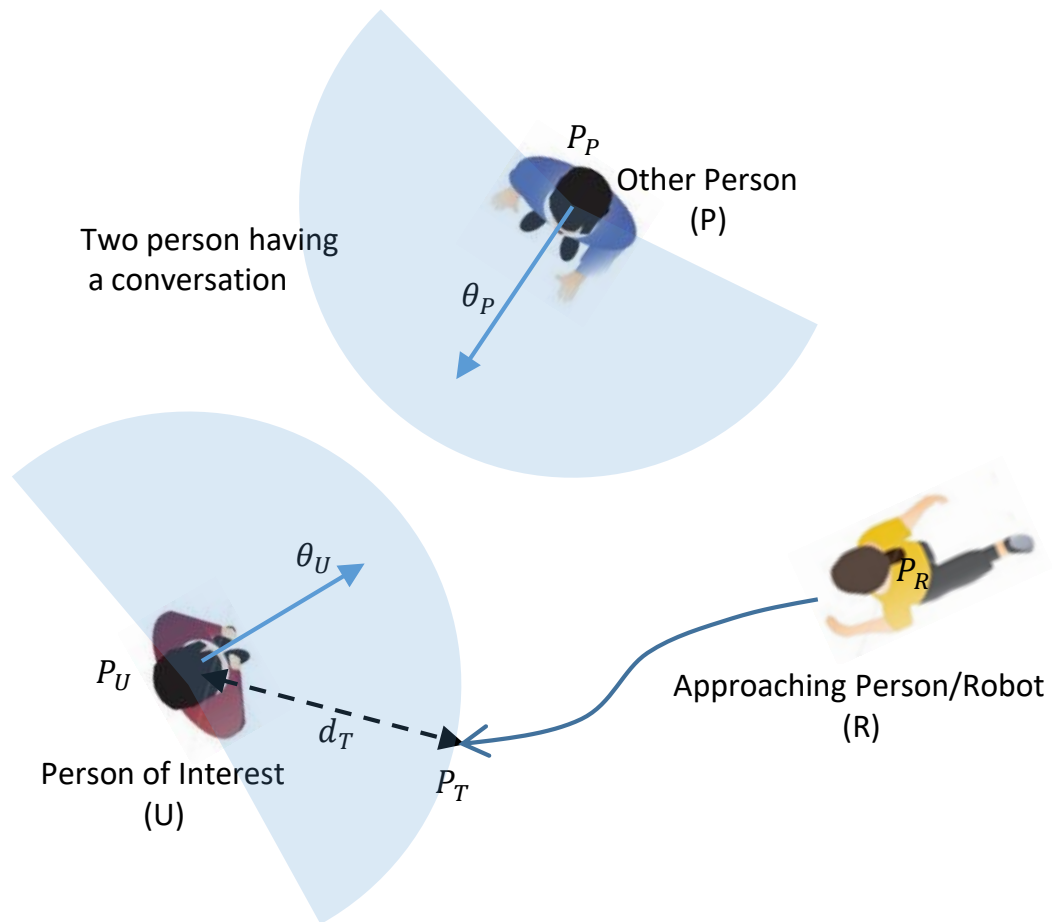 P_P
Other Person
(P)
Two person having
a conversation
θ_P
θ_U
P_R
P_U
d_T
Approaching Person/Robot
(R)
Person of Interest
(U)
P_T